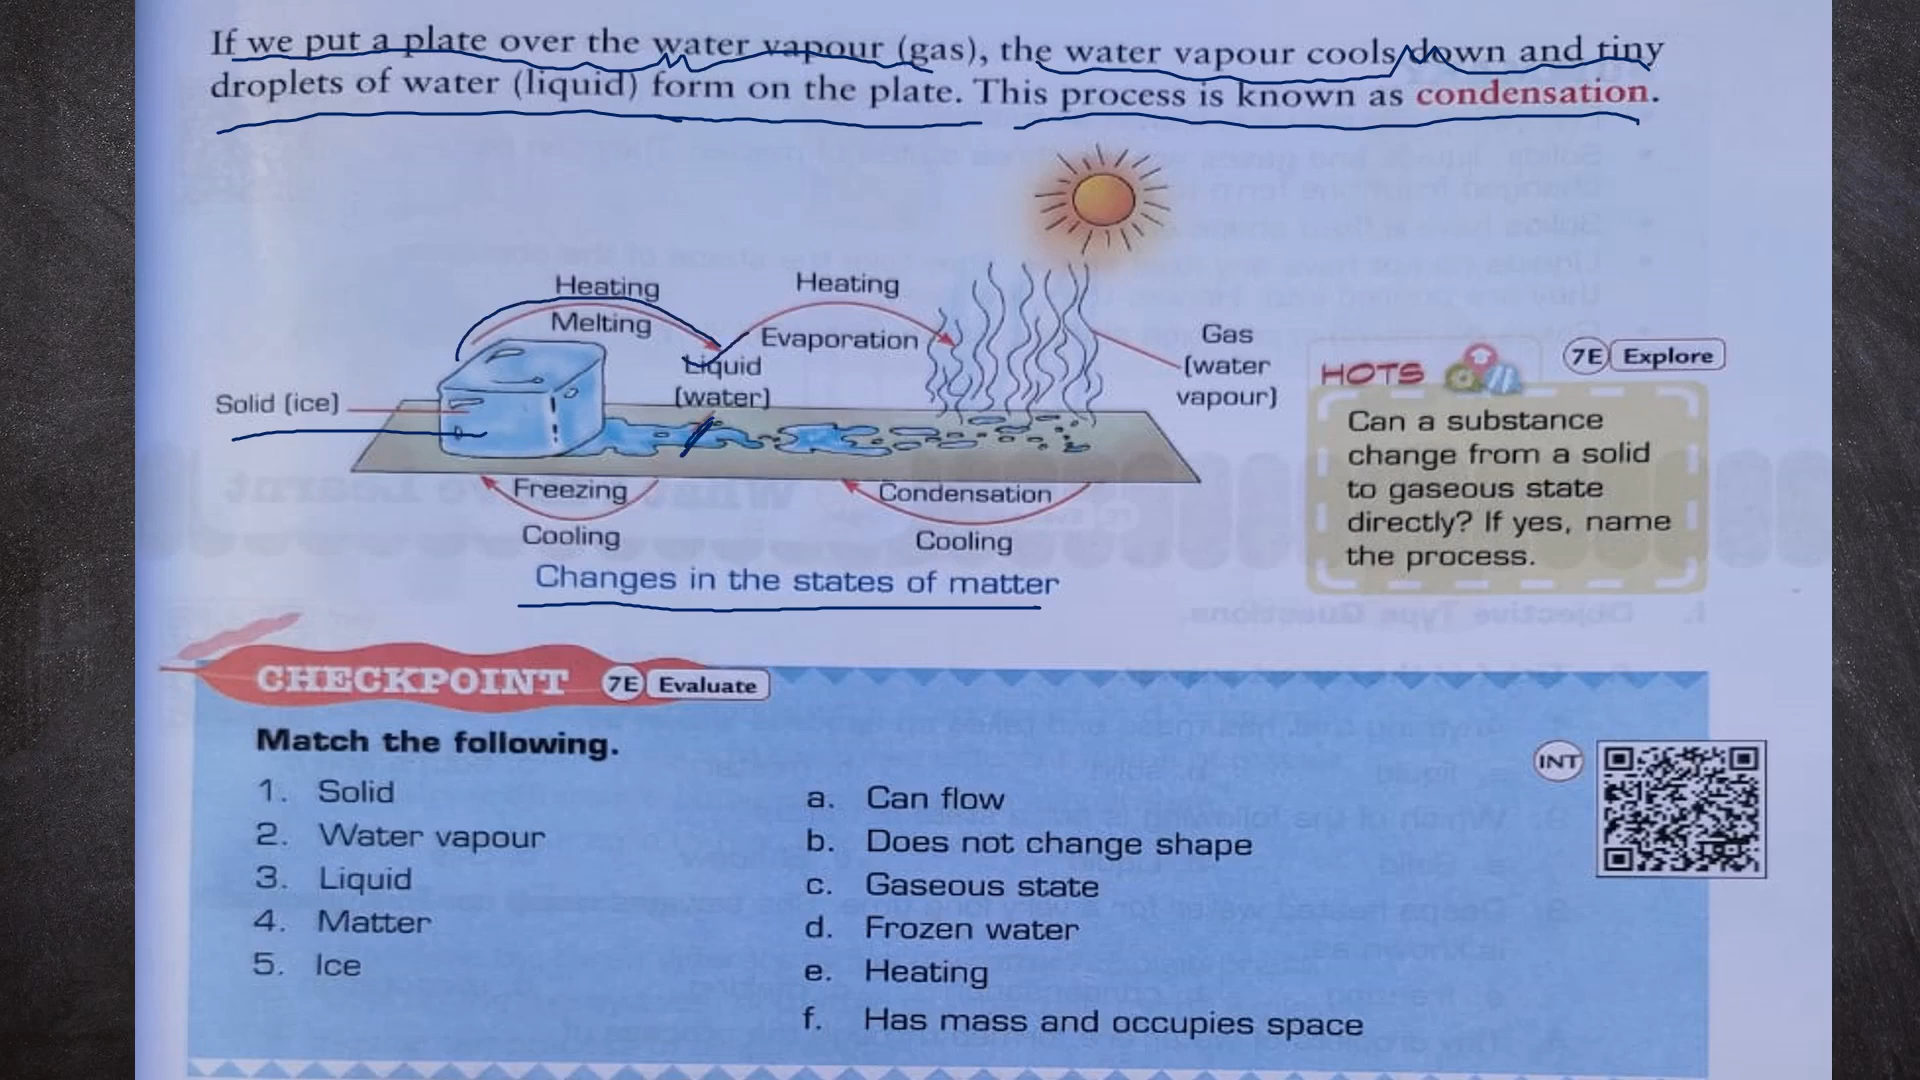 If we put a plate over the water vapour (gas), the water vapour cools down and tiny
droplets of water (liquid) form on the plate. This process is known as condensation.
Heating
Melting
Heating
Evaporation
Liquid
(water)
Gas
(water
vapour)
Solid (ice)
Freezing
Cooling
Condensation
Cooling
Changes in the states of matter
HOTS
7E Explore
Can a substance
change from a solid
to gaseous state
directly? If yes, name
the process.
CHECKPOINT 7E Evaluate
Match the following.
1. Solid
2. Water vapour
3. Liquid
4. Matter
5. Ice
a. Can flow
b. Does not change shape
c. Gaseous state
d. Frozen water
e. Heating
f. Has mass and occupies space
INT